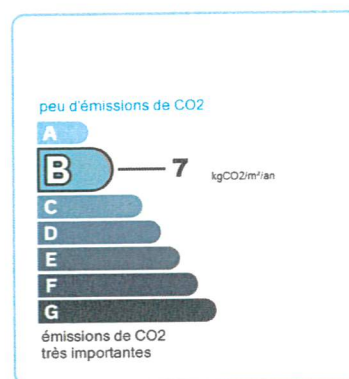 peu d'émissions de CO2
A
B 7 kgCO2/m²/an
C
D
E
F
G
émissions de CO2
très importantes